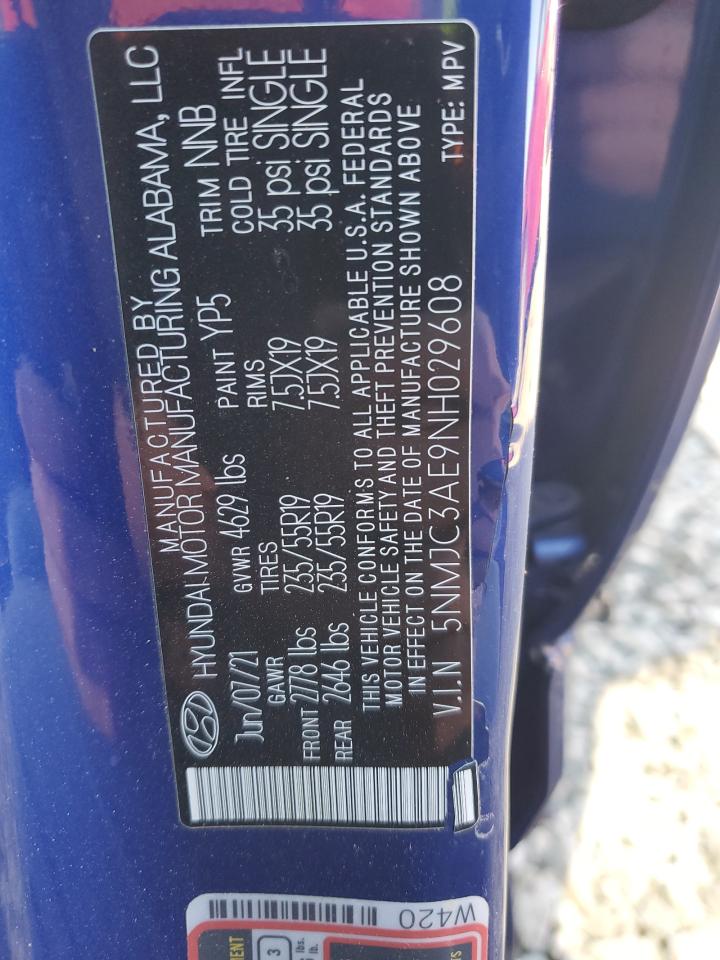 MANUFACTURED BY
HYUNDAI MOTOR MANUFACTURING ALABAMA, LLC
Jun/07/21 GVWR 4629 lbs PAINT YP5 TRIM NNB
GAWR TIRES RIMS COLD TIRE INFL
FRONT 2778 lbs 235/55R19 7.5JX19 35 psi SINGLE
REAR 2646 lbs 235/55R19 7.5JX19 35 psi SINGLE
THIS VEHICLE CONFORMS TO ALL APPLICABLE U.S.A. FEDERAL
MOTOR VEHICLE SAFETY AND THEFT PREVENTION STANDARDS
IN EFFECT ON THE DATE OF MANUFACTURE SHOWN ABOVE
V.I.N 5NMJC3AE9NH029608 TYPE: MPV
W420
3
lbs.
lb.